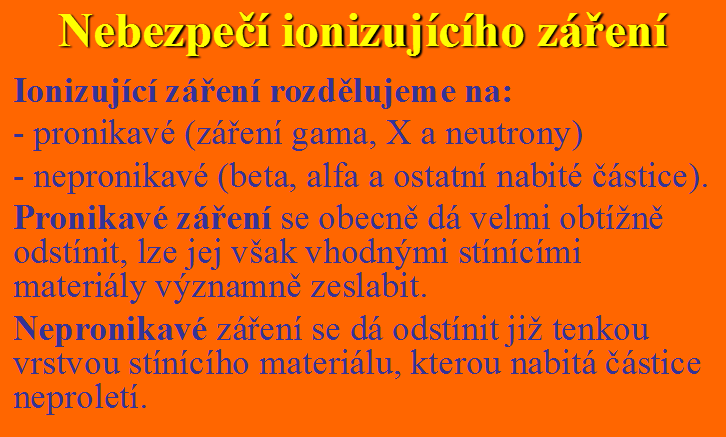 Nebezpečí ionizujícího záření
Ionizující záření rozdělujeme na:
- pronikavé (záření gama, X a neutrony)
- nepronikavé (beta, alfa a ostatní nabité částice).
Pronikavé záření se obecně dá velmi obtížně
odstínit, lze jej však vhodnými stínícími
materiály významně zeslabit.
Nepronikavé záření se dá odstínit již tenkou
vrstvou stínícího materiálu, kterou nabitá částice
neproletí.